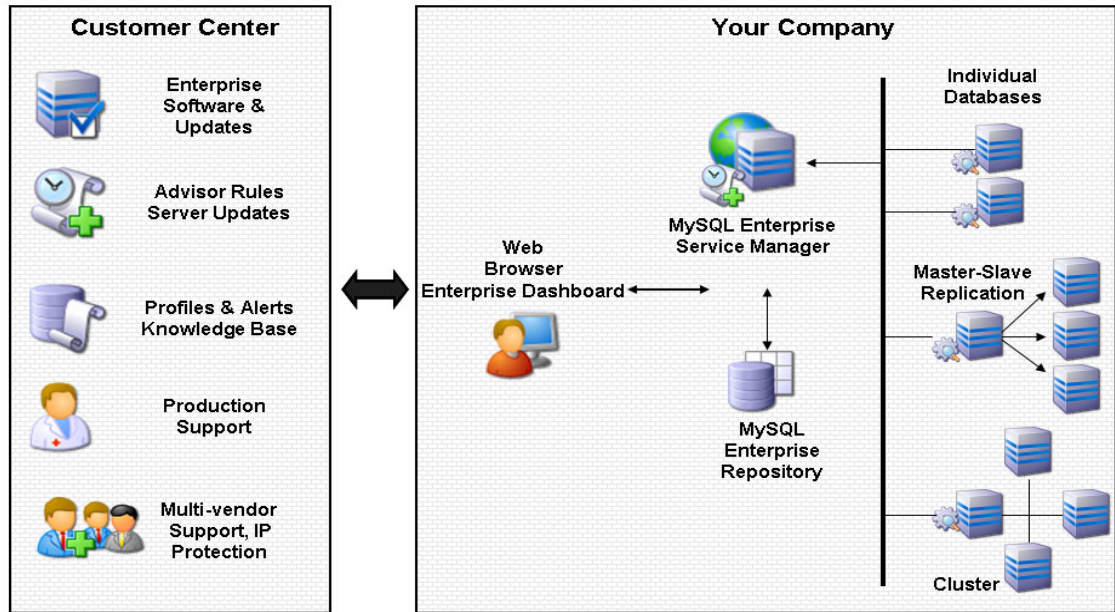 Customer Center
Enterprise
Software &
Updates
Advisor Rules
Server Updates
Profiles & Alerts
Knowledge Base
Production
Support
Multi-vendor
Support, IP
Protection
Your Company
Web
Browser
Enterprise Dashboard
MySQL Enterprise
Service Manager
MySQL
Enterprise
Repository
Individual
Databases
Master-Slave
Replication
Cluster